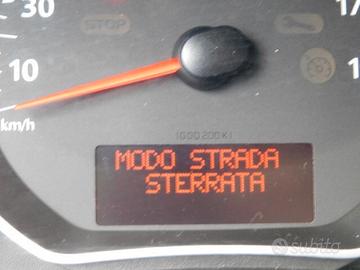 30
STOP
10
km/h
MODO STRADA
STERRATA
subito